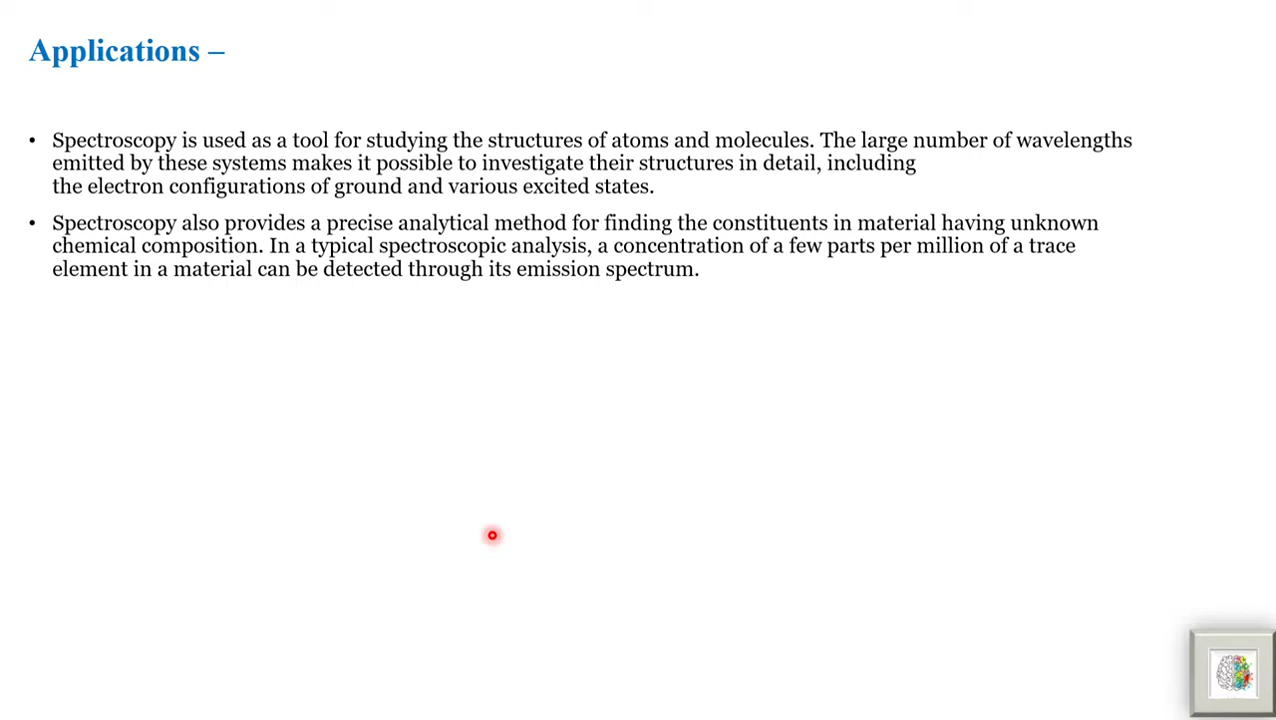 Applications –
• Spectroscopy is used as a tool for studying the structures of atoms and molecules. The large number of wavelengths
emitted by these systems makes it possible to investigate their structures in detail, including
the electron configurations of ground and various excited states.
• Spectroscopy also provides a precise analytical method for finding the constituents in material having unknown
chemical composition. In a typical spectroscopic analysis, a concentration of a few parts per million of a trace
element in a material can be detected through its emission spectrum.